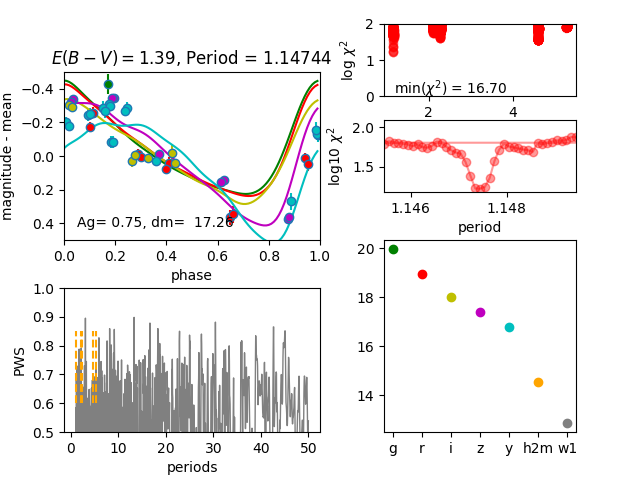 E(B − V) = 1.39, Period = 1.14744
−0.4
−0.2
0.0
0.2
0.4
magnitude - mean
Ag= 0.75, dm= 17.26
0.0 0.2 0.4 0.6 0.8 1.0
phase
2
1
0
log χ²
min(χ²) = 16.70
2 4
2.0
1.5
log10 χ²
1.146 1.148
period
1.0
0.9
0.8
0.7
0.6
0.5
PWS
0 10 20 30 40 50
periods
20
18
16
14
g r i z y h2m w1